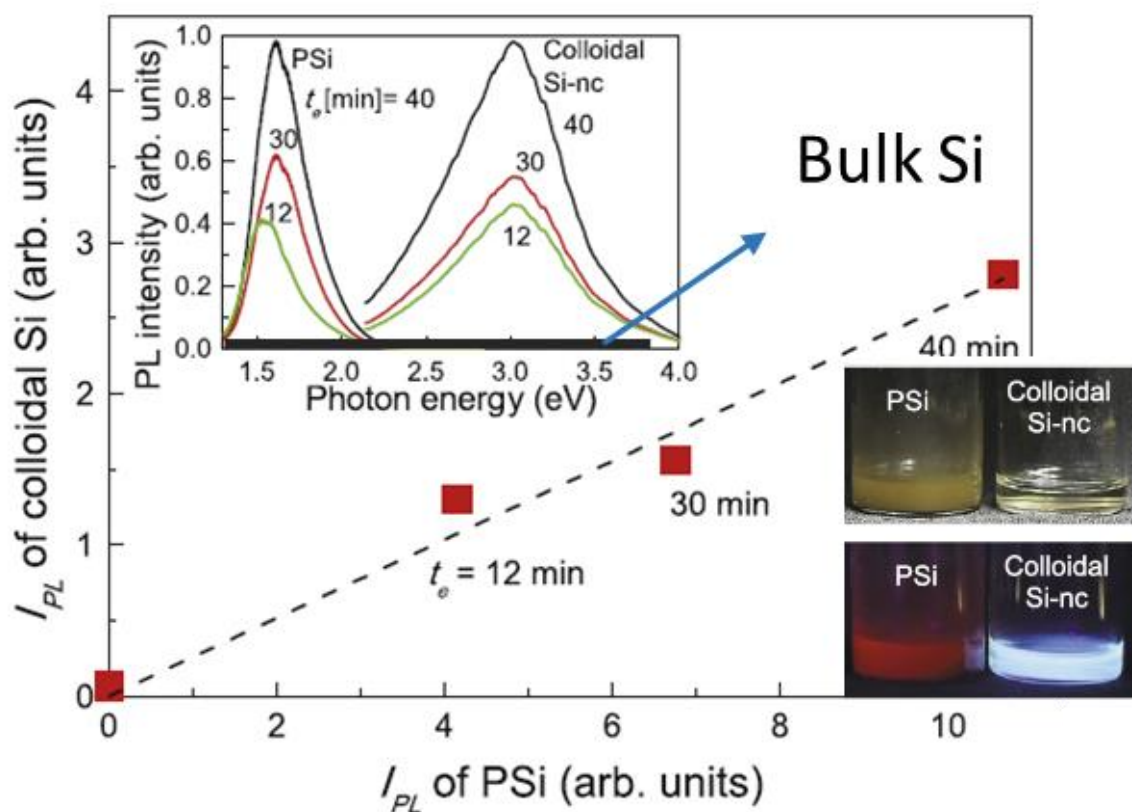 I_PL of colloidal Si (arb. units)
4
3
2
1
0
0
2
4
6
8
10
I_PL of PSi (arb. units)
PL intensity (arb. units)
1.0
0.8
0.6
0.4
0.2
0.0
1.5
2.0
2.5
3.0
3.5
4.0
Photon energy (eV)
PSi
t_e [min]= 40
30
12
Colloidal
Si-nc
40
30
12
Bulk Si
40 min
30 min
t_e = 12 min
PSi
Colloidal
Si-nc
PSi
Colloidal
Si-nc